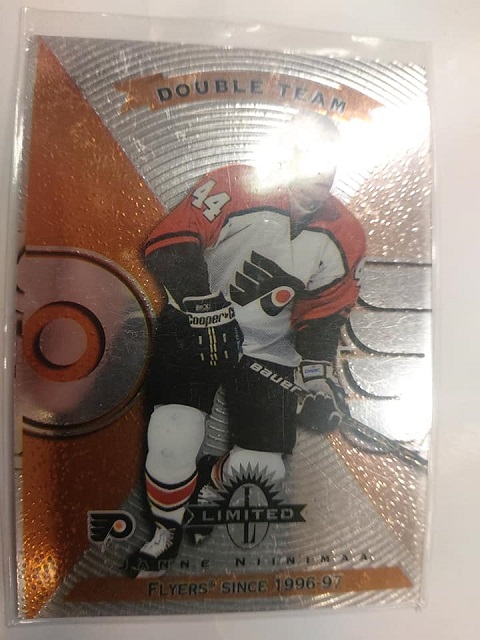 DOUBLE TEAM
44
Cooper
BAUER
LIMITED
JANNE NIINIMAA
FLYERS® SINCE 1996-97